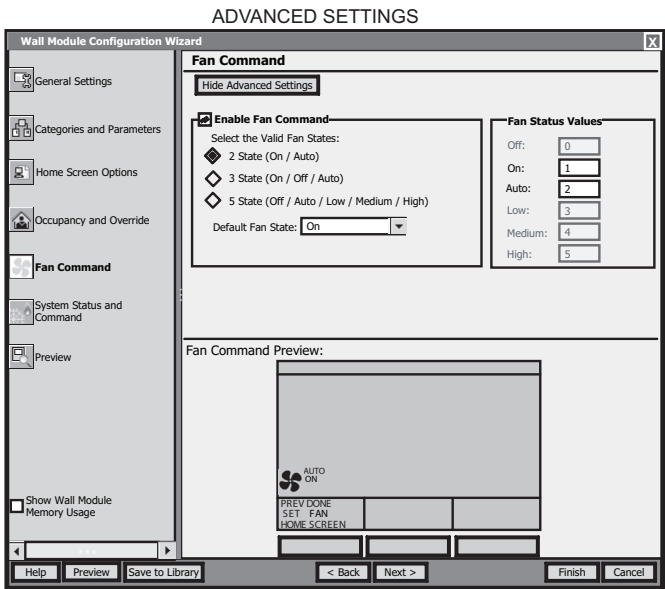 ADVANCED SETTINGS
Wall Module Configuration Wizard
X
General Settings
Categories and Parameters
Home Screen Options
Occupancy and Override
Fan Command
System Status and
Command
Preview
Show Wall Module
Memory Usage
Fan Command
Hide Advanced Settings
Enable Fan Command
Select the Valid Fan States:
2 State (On / Auto)
3 State (On / Off / Auto)
5 State (Off / Auto / Low / Medium / High)
Default Fan State: On
Fan Status Values
Off: 0
On: 1
Auto: 2
Low: 3
Medium: 4
High: 5
Fan Command Preview:
AUTO
ON
PREV DONE
SET FAN
HOME SCREEN
Help Preview Save to Library < Back Next > Finish Cancel